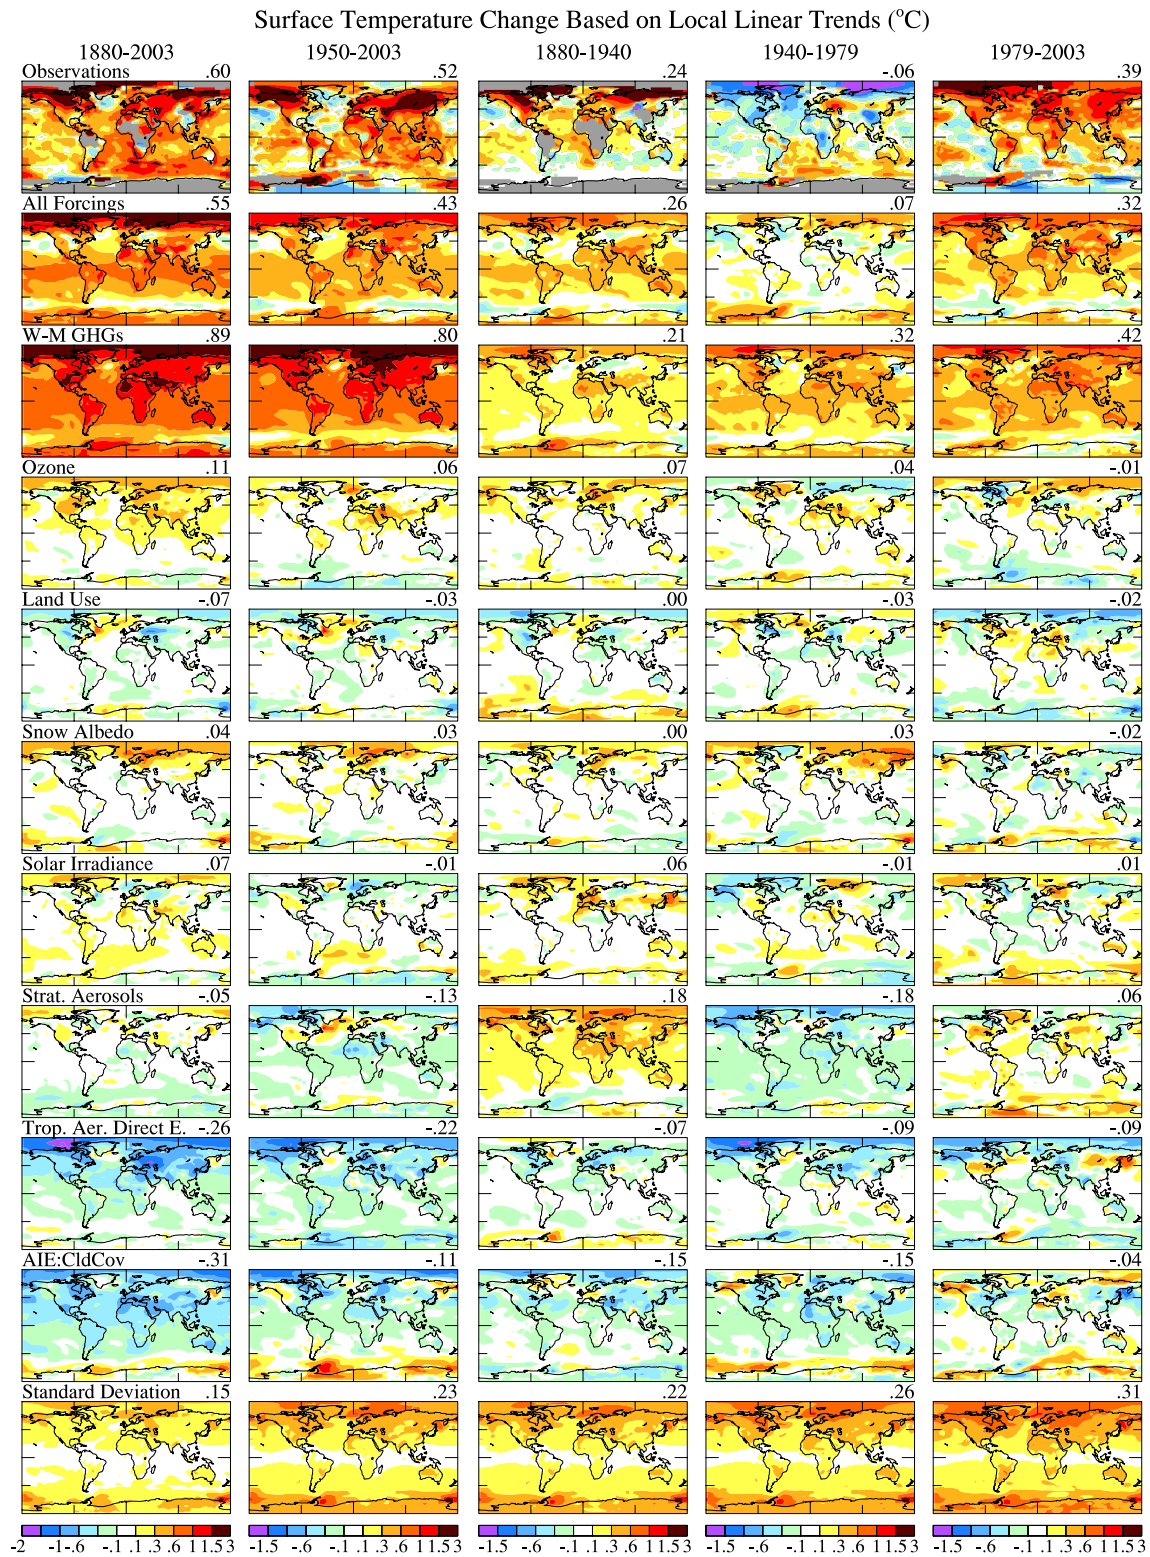 Surface Temperature Change Based on Local Linear Trends (°C)
1880-2003 1950-2003 1880-1940 1940-1979 1979-2003
Observations .60 .52 .24 -.06 .39
All Forcings .55 .43 .26 .07 .32
W-M GHGs .89 .80 .21 .32 .42
Ozone .11 .06 .07 .04 -.01
Land Use -.07 -.03 .00 -.03 -.02
Snow Albedo .04 .03 .00 .03 -.02
Solar Irradiance .07 -.01 .06 -.01 .01
Strat. Aerosols -.05 -.13 .18 -.18 .06
Trop. Aer. Direct E. -.26 -.22 -.07 -.09 -.09
AIE:CldCov -.31 -.11 -.15 -.15 -.04
Standard Deviation .15 .23 .22 .26 .31
-2 -1 -.6 -.1 .1 .3 .6 1 1.5 3 -1.5 -.6 -.1 .1 .3 .6 1 1.5 3 -1.5 -.6 -.1 .1 .3 .6 1 1.5 3 -1.5 -.6 -.1 .1 .3 .6 1 1.5 3 -1.5 -.6 -.1 .1 .3 .6 1 1.5 3